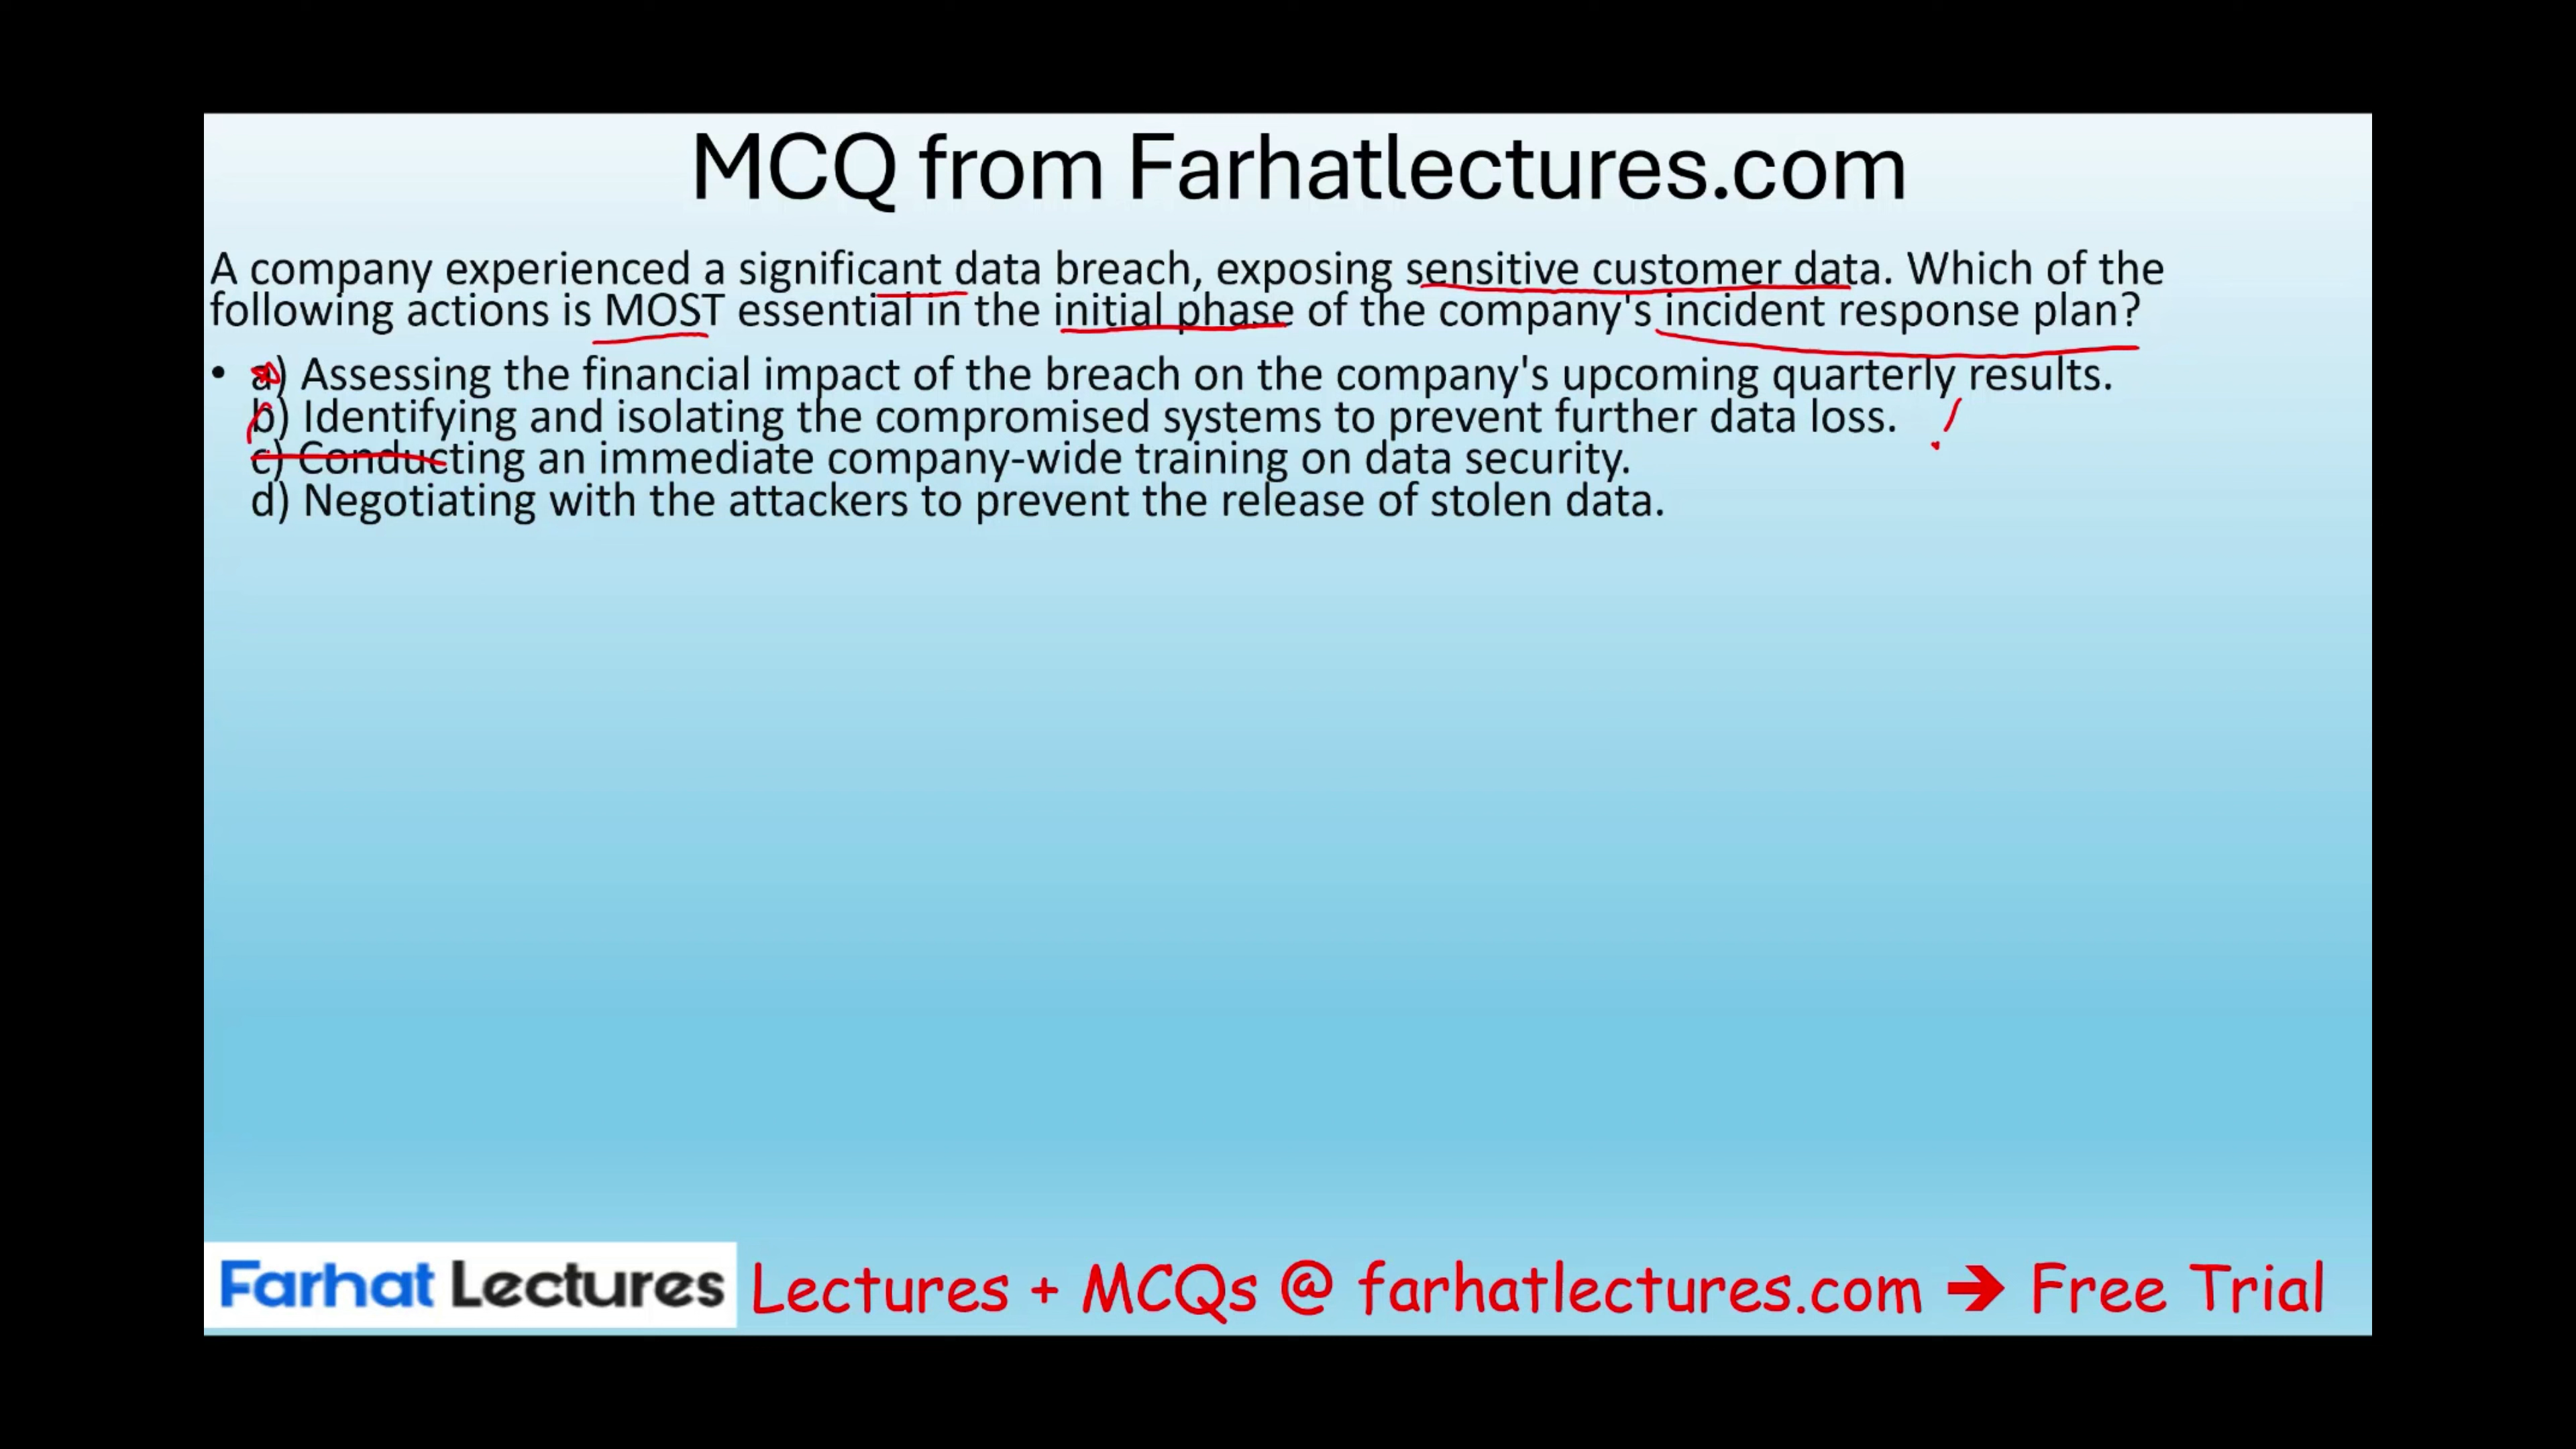 MCQ from Farhatlectures.com
A company experienced a significant data breach, exposing sensitive customer data. Which of the
following actions is MOST essential in the initial phase of the company's incident response plan?
• a) Assessing the financial impact of the breach on the company's upcoming quarterly results.
b) Identifying and isolating the compromised systems to prevent further data loss.
c) Conducting an immediate company-wide training on data security.
d) Negotiating with the attackers to prevent the release of stolen data.
Farhat Lectures Lectures + MCQs @ farhatlectures.com ➔ Free Trial